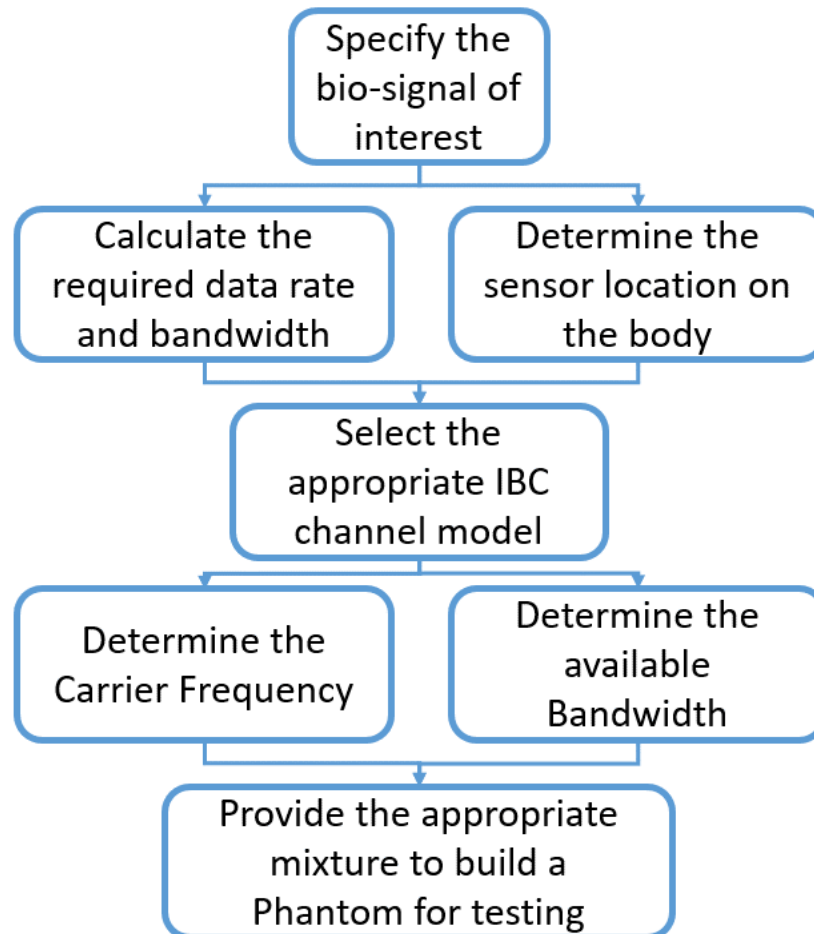 Specify the
bio-signal of
interest
Calculate the
required data rate
and bandwidth
Determine the
sensor location on
the body
Select the
appropriate IBC
channel model
Determine the
Carrier Frequency
Determine the
available
Bandwidth
Provide the appropriate
mixture to build a
Phantom for testing